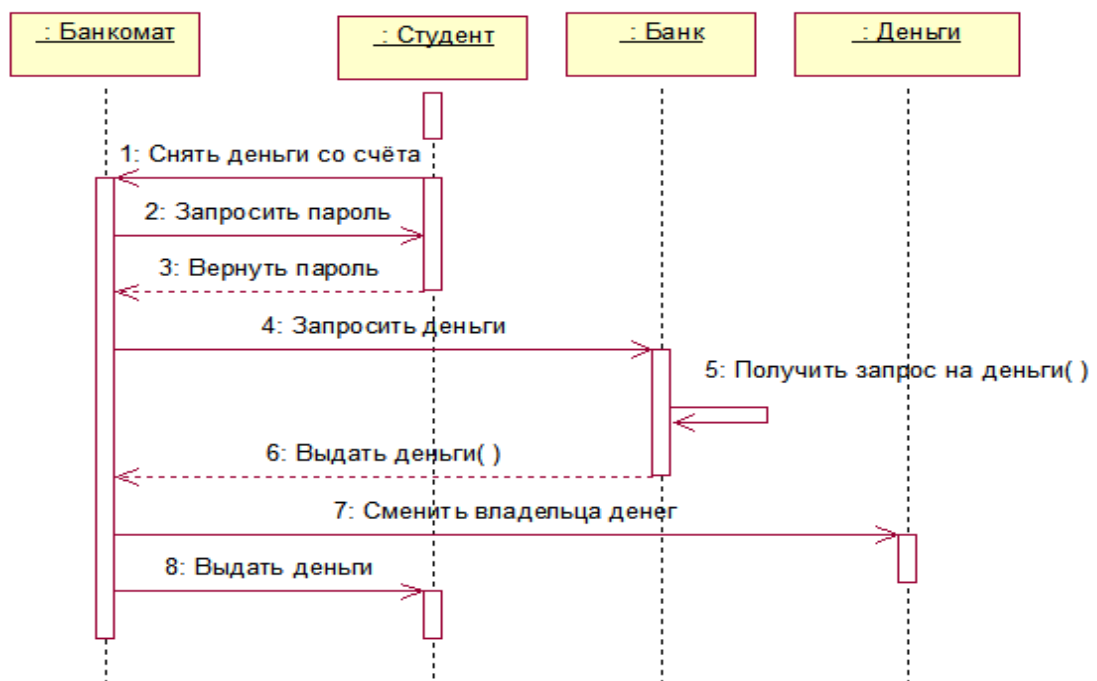 : Банкомат
: Студент
: Банк
: Деньги
1: Снять деньги со счёта
2: Запросить пароль
3: Вернуть пароль
4: Запросить деньги
5: Получить запрос на деньги( )
6: Выдать деньги( )
7: Сменить владельца денег
8: Выдать деньги